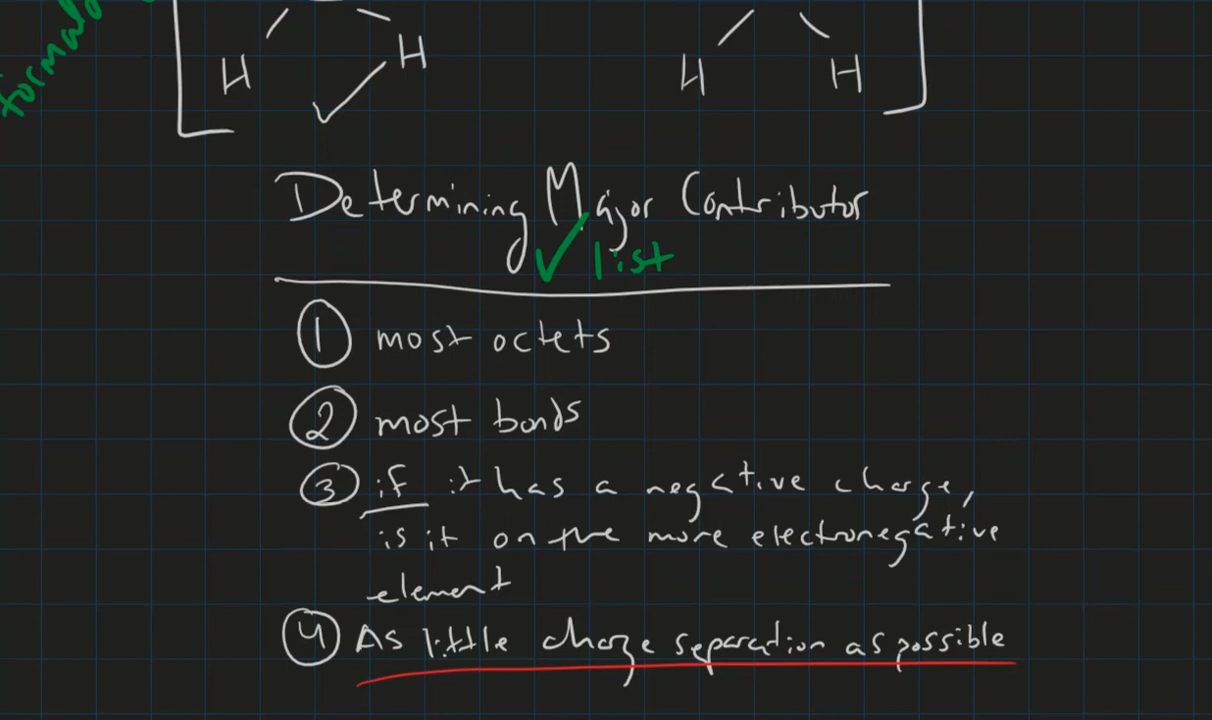 formal
H H H H
Determining Major Contributor
✓ list
① most octets
② most bonds
③ if it has a negative charge,
is it on the more electronegative
element
④ As little charge separation as possible